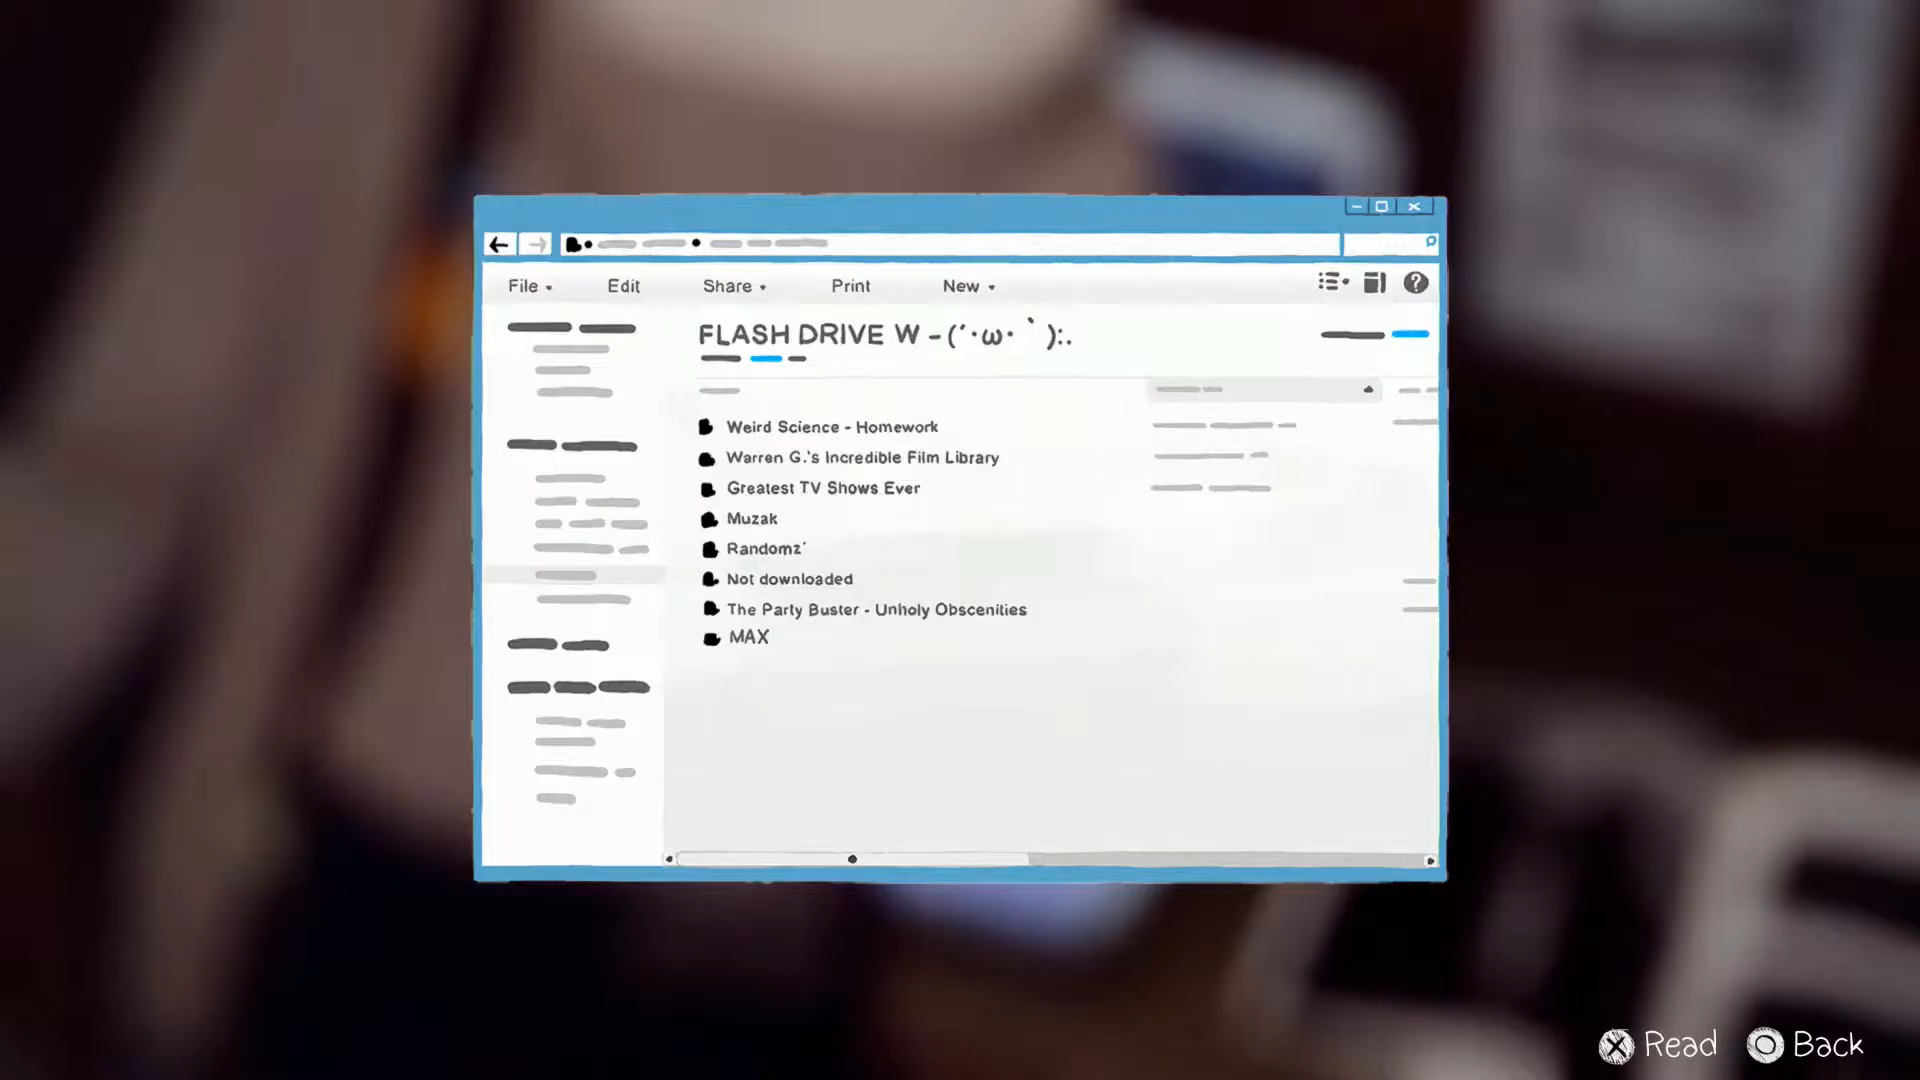 File Edit Share Print New
FLASH DRIVE W -(´･ω･｀):.
Weird Science - Homework
Warren G.'s Incredible Film Library
Greatest TV Shows Ever
Muzak
Randomz'
Not downloaded
The Party Buster - Unholy Obscenities
MAX
Read Back